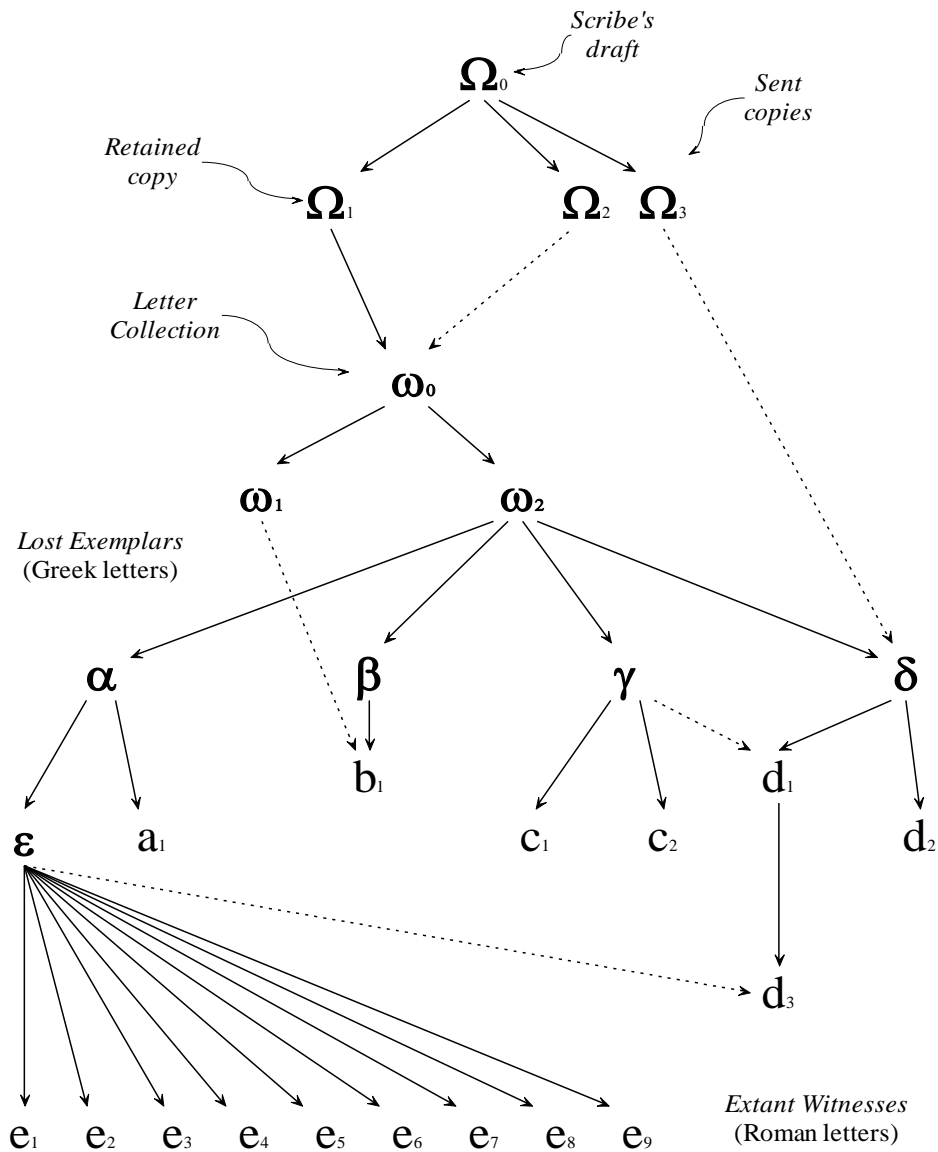 Scribe's
draft
Ω₀
Sent
copies
Retained
copy
Ω₁
Ω₂
Ω₃
Letter
Collection
ω₀
ω₁
ω₂
Lost Exemplars
(Greek letters)
α
β
γ
δ
b₁
d₁
ε
a₁
c₁
c₂
d₂
d₃
Extant Witnesses
(Roman letters)
e₁ e₂ e₃ e₄ e₅ e₆ e₇ e₈ e₉